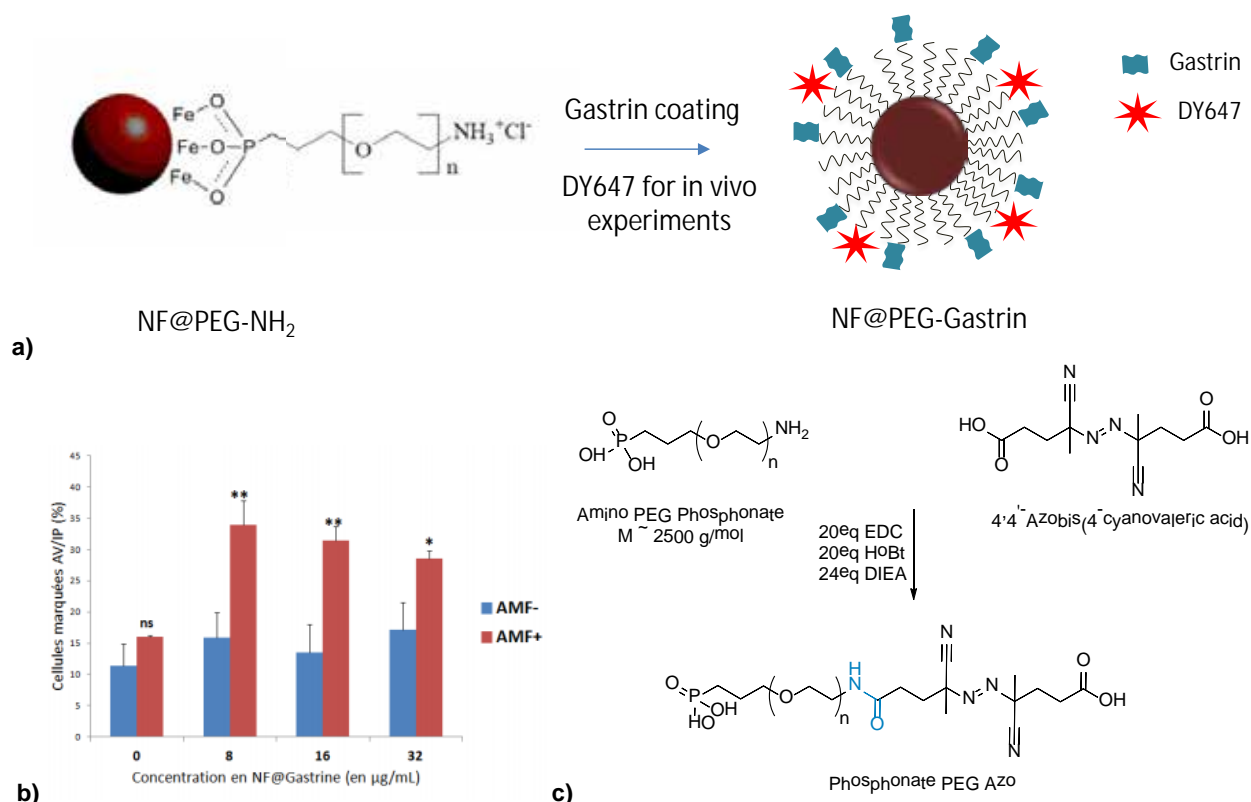 Fe
O
Fe-O
P
Fe
O
O
n
NH3+Cl-
Gastrin coating
DY647 for in vivo
experiments
Gastrin
DY647
NF@PEG-NH2
NF@PEG-Gastrin
a)
Cellules marquées AV/IP (%)
45
40
35
30
25
20
15
10
5
0
ns
**
**
*
0
8
16
32
AMF-
AMF+
Concentration en NF@Gastrine (en µg/mL)
b)
O
P
OH
OH
O
n
NH2
Amino PEG Phosphonate
M ~ 2500 g/mol
N
O
HO
N=N
O
OH
N
4,4'-Azobis(4-cyanovaleric acid)
20eq EDC
20eq HoBt
24eq DIEA
O
P
HO
OH
O
n
H
N
O
N
N=N
N
O
OH
Phosphonate PEG Azo
c)